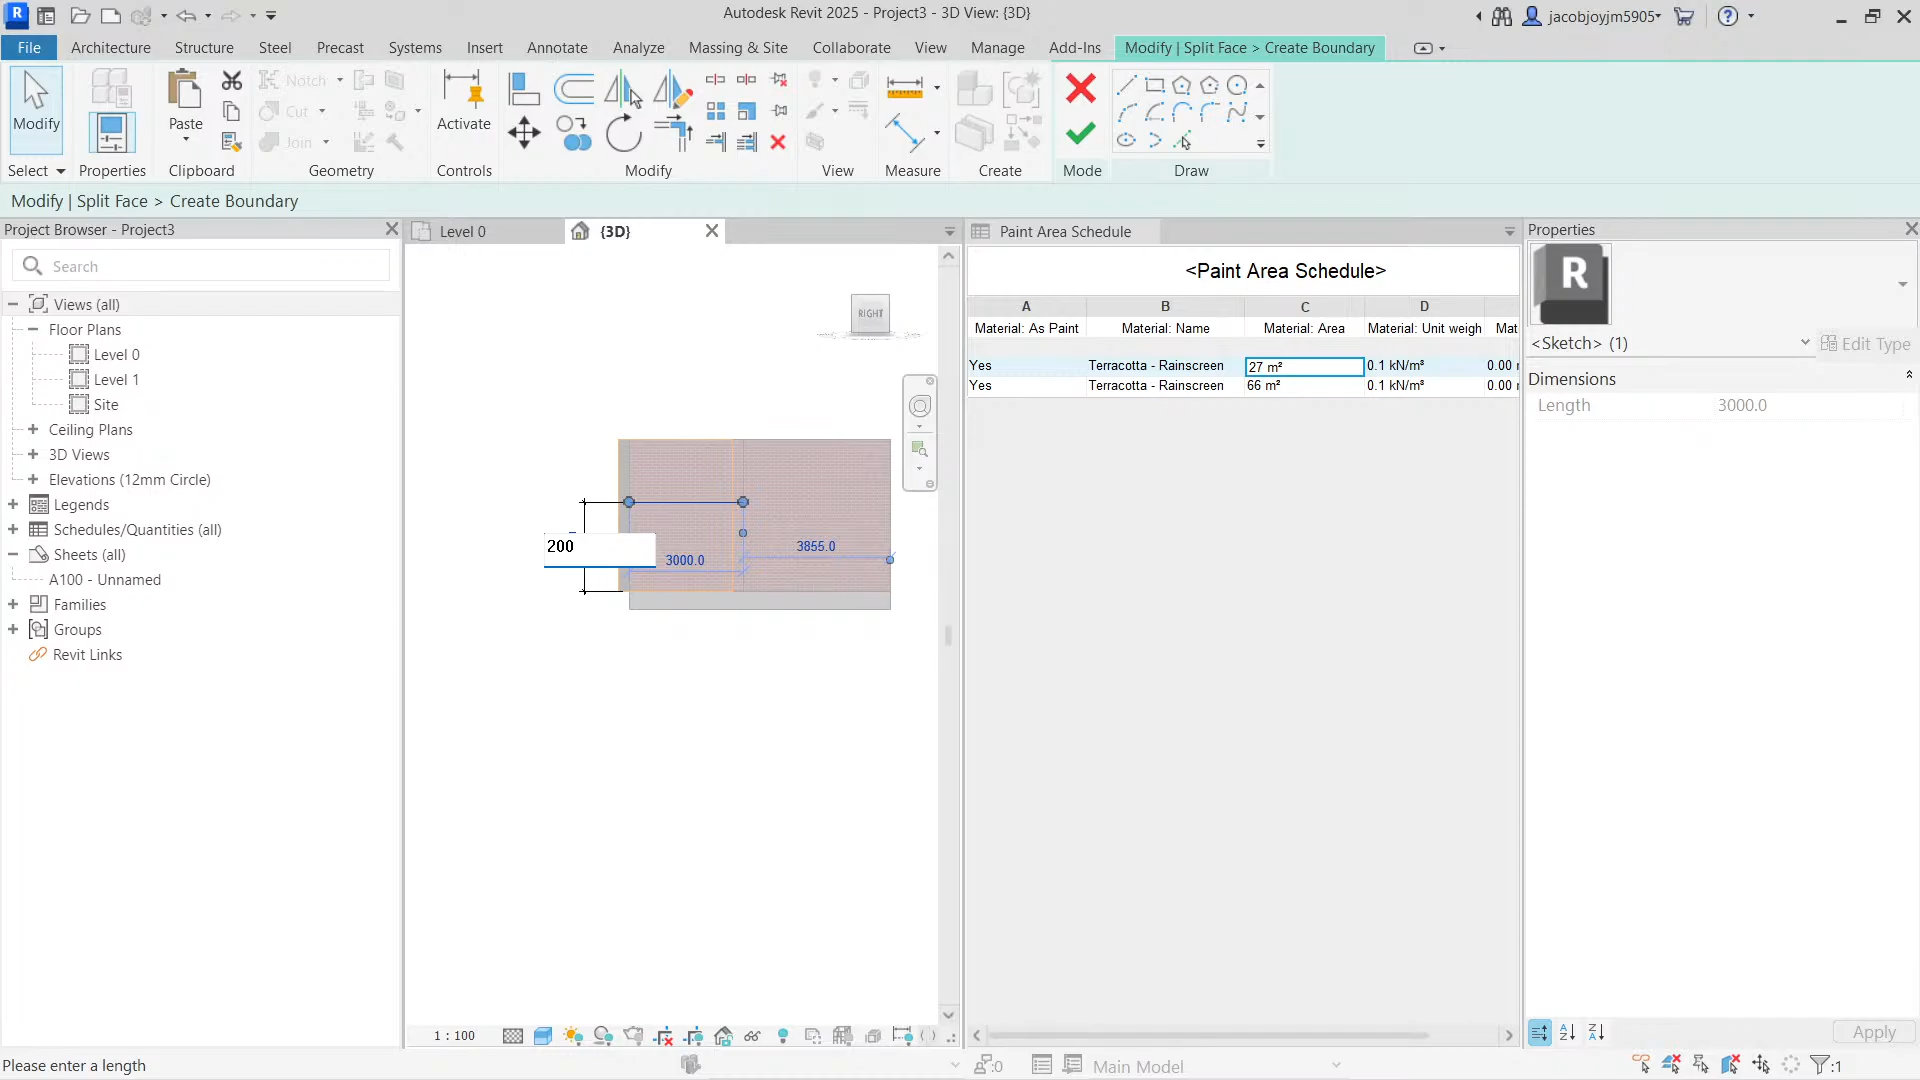 Autodesk Revit 2025 - Project3 - 3D View: {3D}
jacobjoyjm5905
File
Architecture
Structure
Steel
Precast
Systems
Insert
Annotate
Analyze
Massing & Site
Collaborate
View
Manage
Add-Ins
Modify | Split Face > Create Boundary
Modify
Paste
Notch
Cut
Join
Activate
Select
Properties
Clipboard
Geometry
Controls
Modify
View
Measure
Create
Mode
Draw
Modify | Split Face > Create Boundary
Project Browser - Project3
Search
Views (all)
Floor Plans
Level 0
Level 1
Site
Ceiling Plans
3D Views
Elevations (12mm Circle)
Legends
Schedules/Quantities (all)
Sheets (all)
A100 - Unnamed
Families
Groups
Revit Links
Level 0
{3D}
RIGHT
200
3000.0
3855.0
1 : 100
Paint Area Schedule
<Paint Area Schedule>
A B C D
Material: As Paint Material: Name Material: Area Material: Unit weigh Mat
Yes Terracotta - Rainscreen 27 m² 0.1 kN/m³ 0.00
Yes Terracotta - Rainscreen 66 m² 0.1 kN/m³ 0.00
Properties
R
<Sketch> (1)
Edit Type
Dimensions
Length 3000.0
Apply
Please enter a length
:0
Main Model
:1